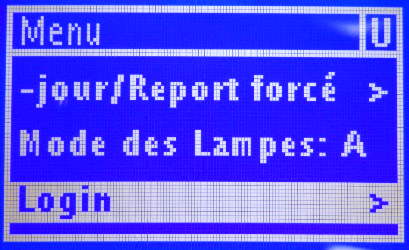 Menu U
-jour/Report forcé >
Mode des Lampes: A
Login >